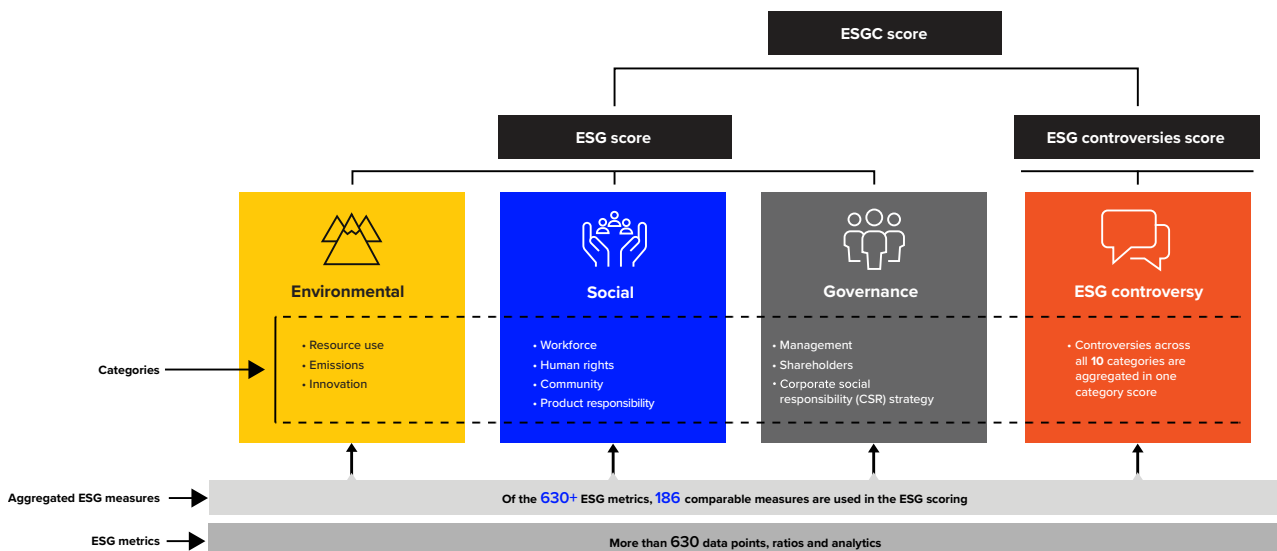 ESGC score
ESG score
ESG controversies score
Environmental
Social
Governance
ESG controversy
Categories
• Resource use
• Emissions
• Innovation
• Workforce
• Human rights
• Community
• Product responsibility
• Management
• Shareholders
• Corporate social
responsibility (CSR) strategy
• Controversies across
all 10 categories are
aggregated in one
category score
Aggregated ESG measures
Of the 630+ ESG metrics, 186 comparable measures are used in the ESG scoring
ESG metrics
More than 630 data points, ratios and analytics